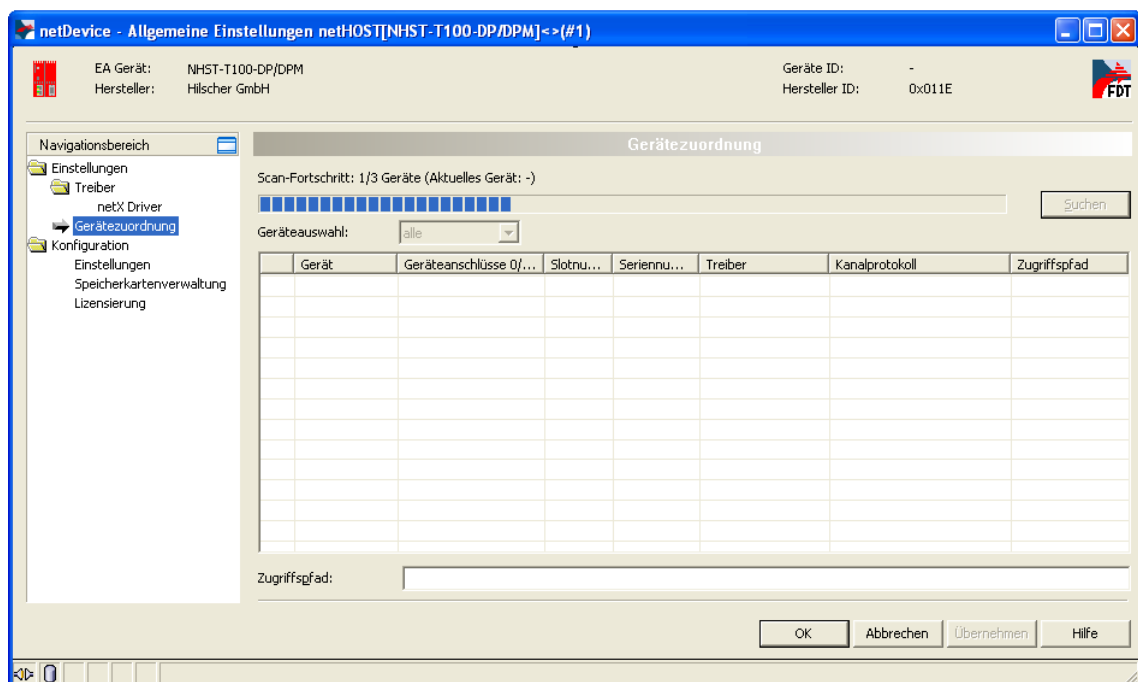 netDevice - Allgemeine Einstellungen netHOST[NHST-T100-DP/DPM]<>(#1)
EA Gerät: NHST-T100-DP/DPM Geräte ID: -
Hersteller: Hilscher GmbH Hersteller ID: 0x011E
FDT
Navigationsbereich
Einstellungen
Treiber
netX Driver
Gerätezuordnung
Konfiguration
Einstellungen
Speicherkartenverwaltung
Lizensierung
Gerätezuordnung
Scan-Fortschritt: 1/3 Geräte (Aktuelles Gerät: -)
Suchen
Geräteauswahl: alle
Gerät Geräteanschlüsse 0/... Slotnu... Seriennu... Treiber Kanalprotokoll Zugriffspfad
Zugriffspfad:
OK Abbrechen Übernehmen Hilfe